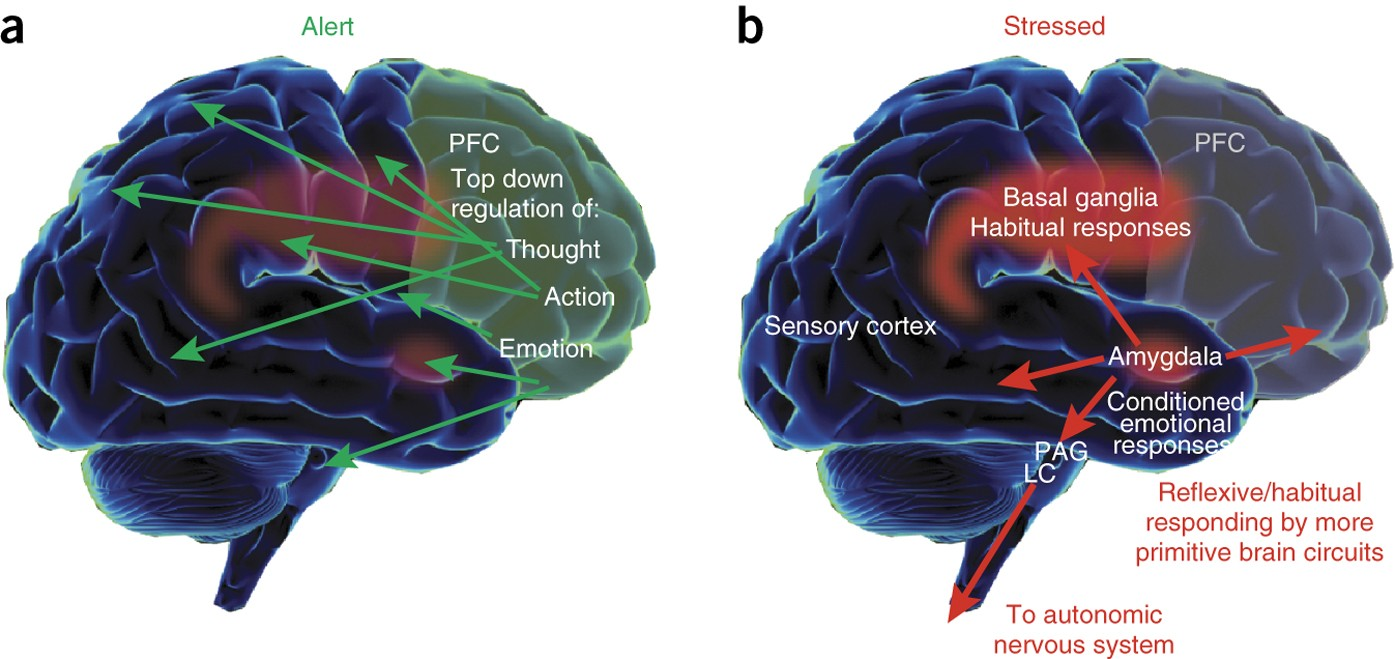 a
Alert
PFC
Top down
regulation of:
Thought
Action
Emotion
b
Stressed
PFC
Basal ganglia
Habitual responses
Sensory cortex
Amygdala
Conditioned
emotional
responses
PAG
LC
Reflexive/habitual
responding by more
primitive brain circuits
To autonomic
nervous system